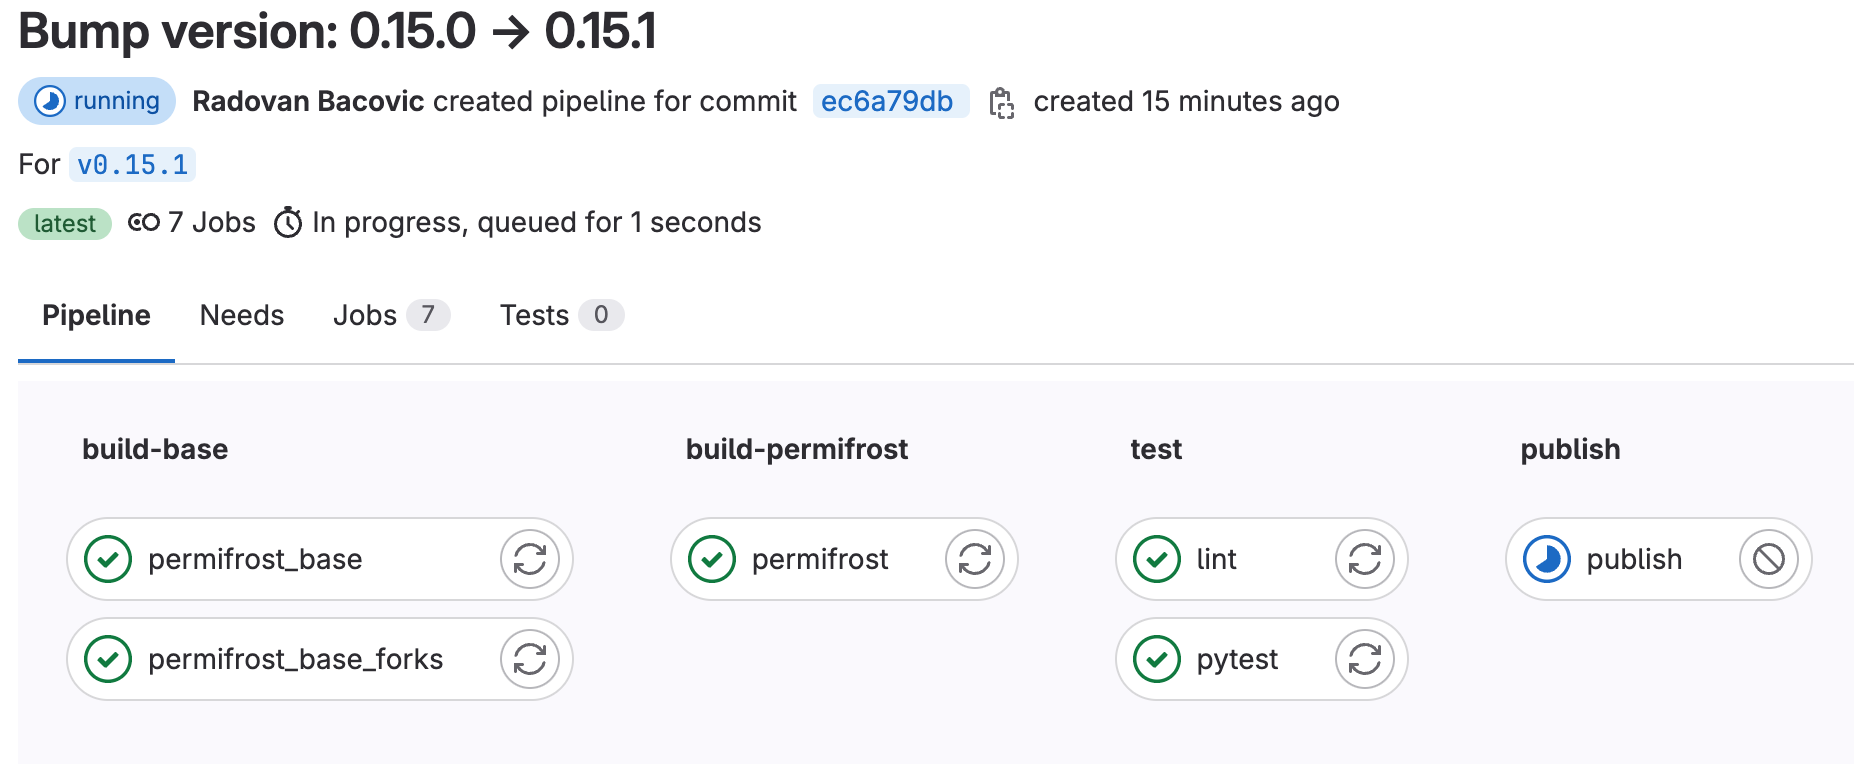 Bump version: 0.15.0 → 0.15.1
running Radovan Bacovic created pipeline for commit ec6a79db created 15 minutes ago
For v0.15.1
latest 7 Jobs In progress, queued for 1 seconds
Pipeline Needs Jobs 7 Tests 0
build-base build-permifrost test publish
permifrost_base permifrost lint publish
permifrost_base_forks pytest